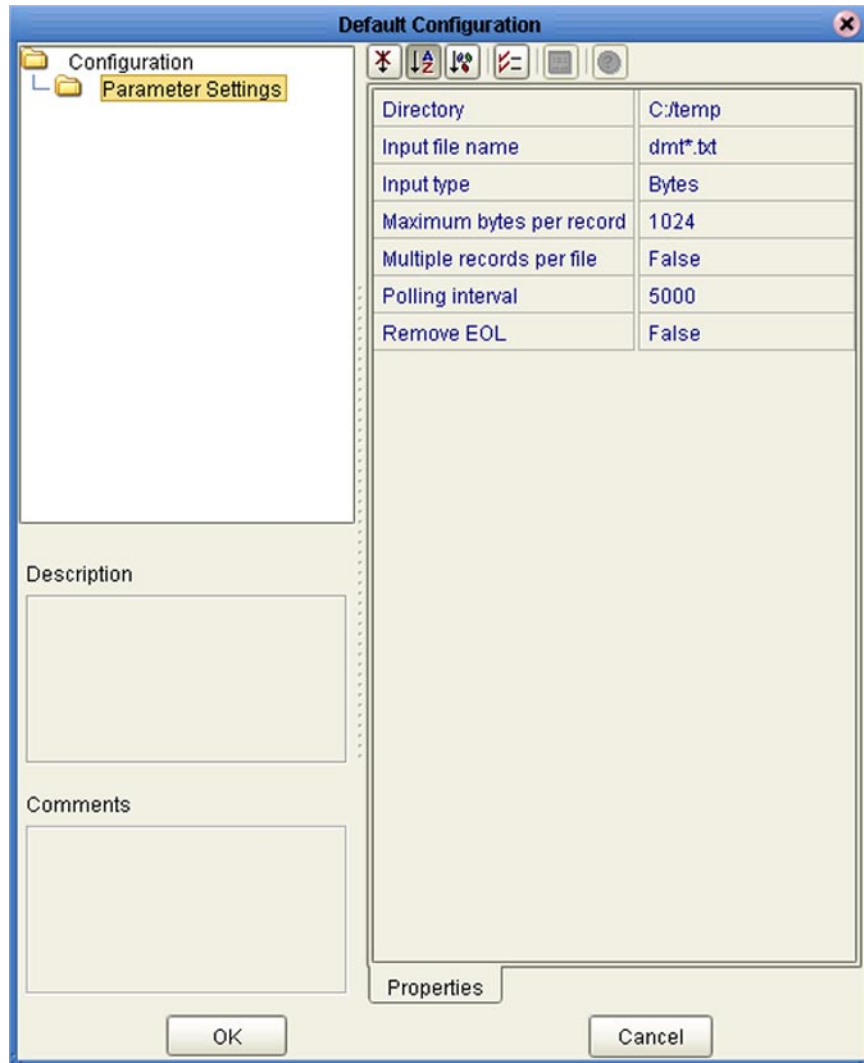 Default Configuration
Configuration
Parameter Settings
Directory C:/temp
Input file name dmt*.txt
Input type Bytes
Maximum bytes per record 1024
Multiple records per file False
Polling interval 5000
Remove EOL False
Description
Comments
Properties
OK Cancel